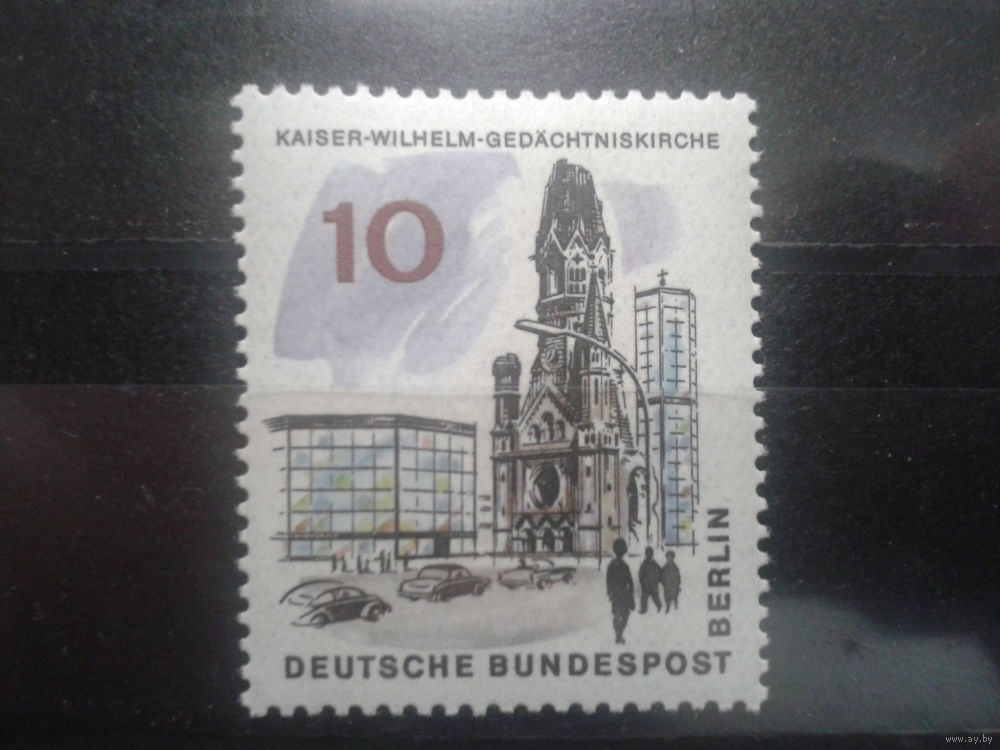 KAISER-WILHELM-GEDÄCHTNISKIRCHE
10
BERLIN
DEUTSCHE BUNDESPOST
www.ay.by